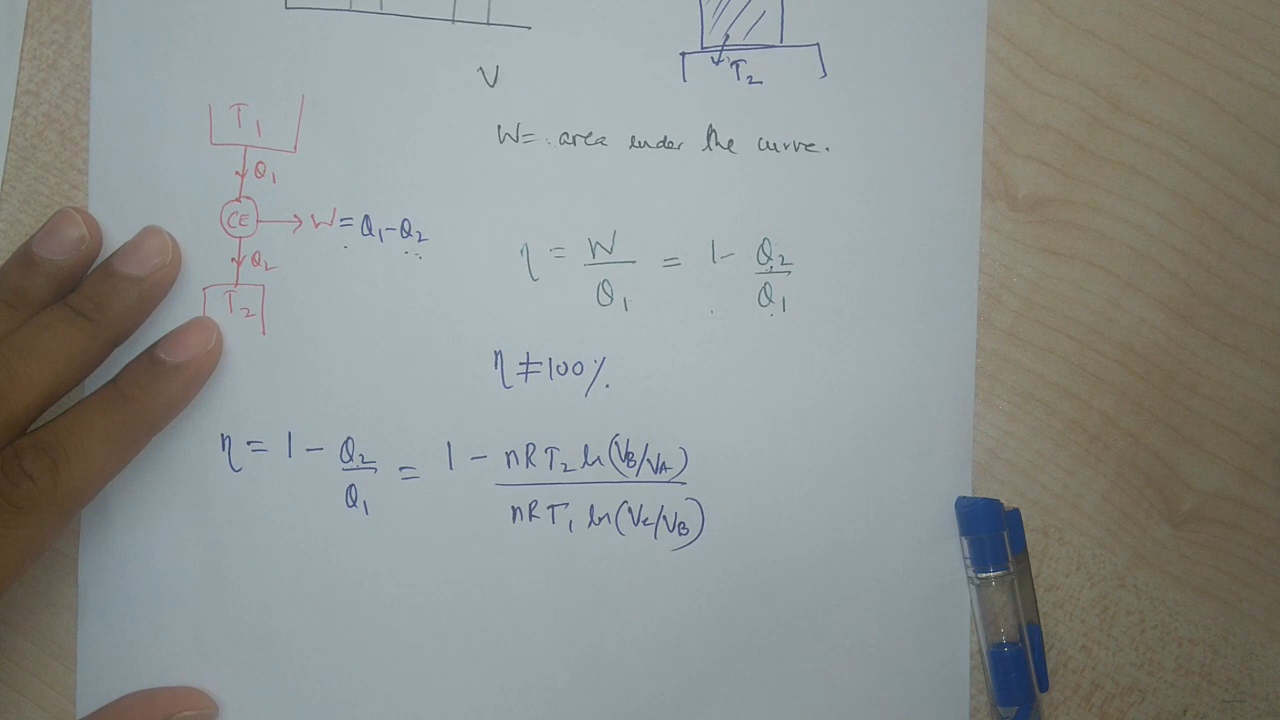 V
T₂
T₁
W = area under the curve.
Q₁
CE → W = Q₁-Q₂
Q₂
T₂
η = W/Q₁ = 1 - Q₂/Q₁
η ≠ 100%
η = 1 - Q₂/Q₁ = 1 - nRT₂ ln(VB/VA) / nRT₁ ln(Vc/VB)